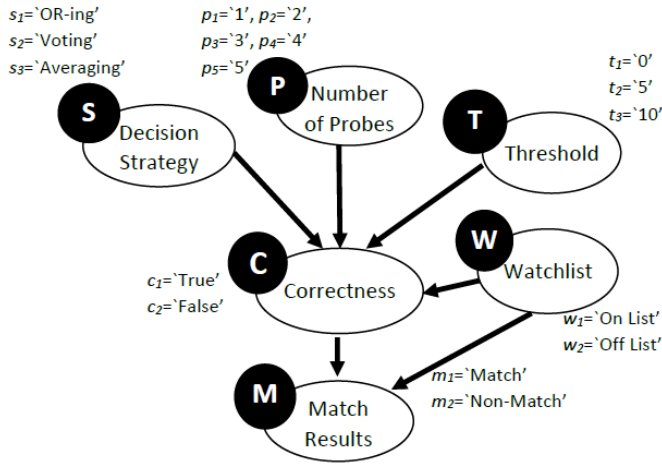 s1=`OR-ing’
s2=`Voting’
s3=`Averaging’
p1=`1’, p2=`2’,
p3=`3’, p4=`4’
p5=`5’
t1=`0’
t2=`5’
t3=`10’
S
Decision
Strategy
P
Number
of Probes
T
Threshold
C
Correctness
c1=`True’
c2=`False’
W
Watchlist
w1=`On List’
w2=`Off List’
M
Match
Results
m1=`Match’
m2=`Non-Match’